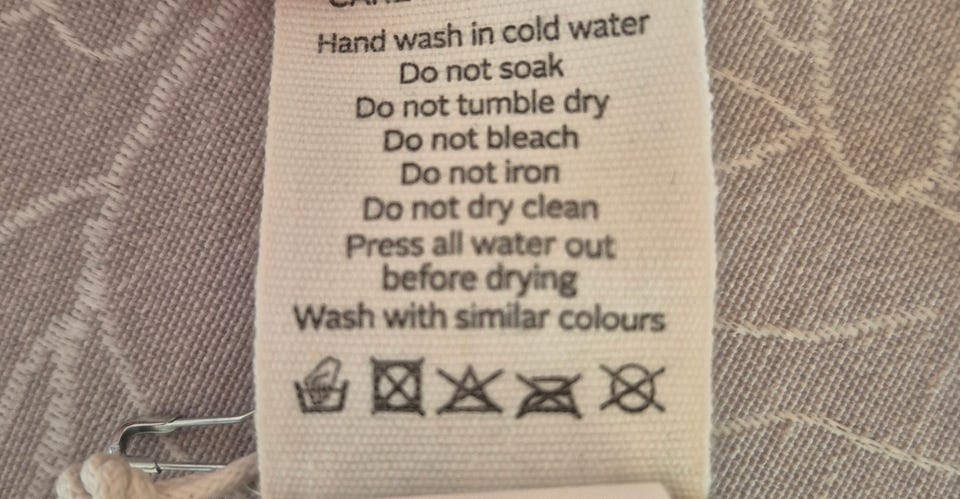 Hand wash in cold water
Do not soak
Do not tumble dry
Do not bleach
Do not iron
Do not dry clean
Press all water out
before drying
Wash with similar colours